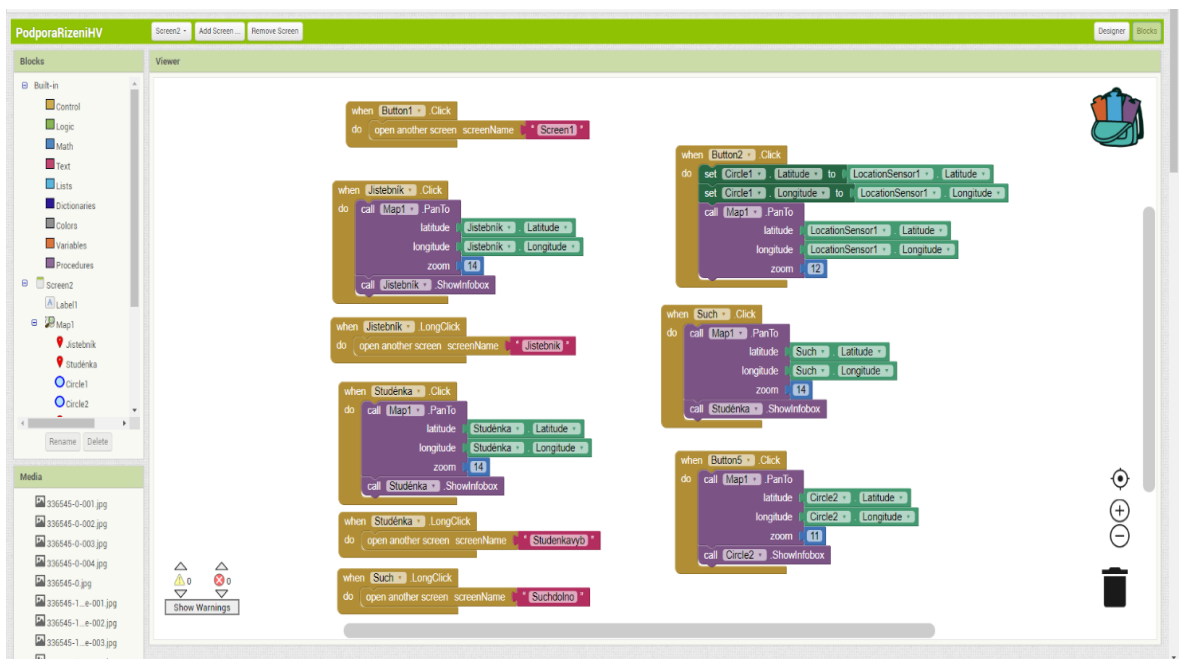 PodporaRizeniHV Screen2 Add Screen ... Remove Screen Designer Blocks
Blocks
Built-in
Control
Logic
Math
Text
Lists
Dictionaries
Colors
Variables
Procedures
Screen2
Label1
Map1
Jistebník
Studénka
Circle1
Circle2
Rename Delete
Media
336545-0-001.jpg
336545-0-002.jpg
336545-0-003.jpg
336545-0-004.jpg
336545-0.jpg
336545-1...e-001.jpg
336545-1...e-002.jpg
336545-1...e-003.jpg
Viewer
when Button1 .Click
do open another screen screenName " Screen1 "
when Jistebník .Click
do call Map1 .PanTo
latitude Jistebník . Latitude
longitude Jistebník . Longitude
zoom 14
call Jistebník .ShowInfobox
when Jistebník .LongClick
do open another screen screenName " Jistebnik "
when Studénka .Click
do call Map1 .PanTo
latitude Studénka . Latitude
longitude Studénka . Longitude
zoom 14
call Studénka .ShowInfobox
when Studénka .LongClick
do open another screen screenName " Studenkavyb "
when Such .LongClick
do open another screen screenName " Suchdolno "
when Button2 .Click
do set Circle1 . Latitude to LocationSensor1 . Latitude
set Circle1 . Longitude to LocationSensor1 . Longitude
call Map1 .PanTo
latitude LocationSensor1 . Latitude
longitude LocationSensor1 . Longitude
zoom 12
when Such .Click
do call Map1 .PanTo
latitude Such . Latitude
longitude Such . Longitude
zoom 14
call Studénka .ShowInfobox
when Button5 .Click
do call Map1 .PanTo
latitude Circle2 . Latitude
longitude Circle2 . Longitude
zoom 11
call Circle2 .ShowInfobox
0 0
Show Warnings